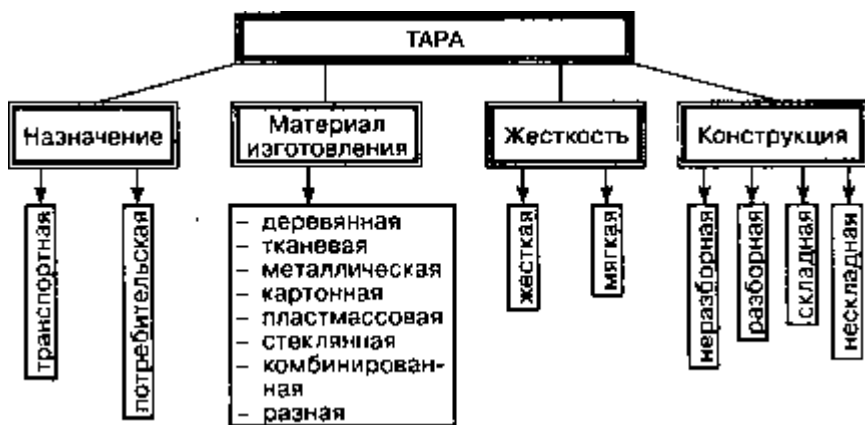 ТАРА
Назначение
Материал
изготовления
Жесткость
Конструкция
транспортная
потребительская
– деревянная
– тканевая
– металлическая
– картонная
– пластмассовая
– стеклянная
– комбинирован-
ная
– разная
жёсткая
мягкая
неразборная
разборная
складная
нескладная